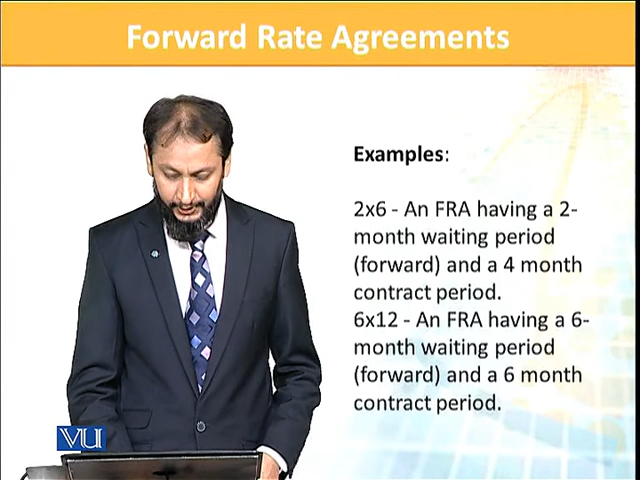 Forward Rate Agreements
Examples:
2x6 - An FRA having a 2-
month waiting period
(forward) and a 4 month
contract period.
6x12 - An FRA having a 6-
month waiting period
(forward) and a 6 month
contract period.
VU